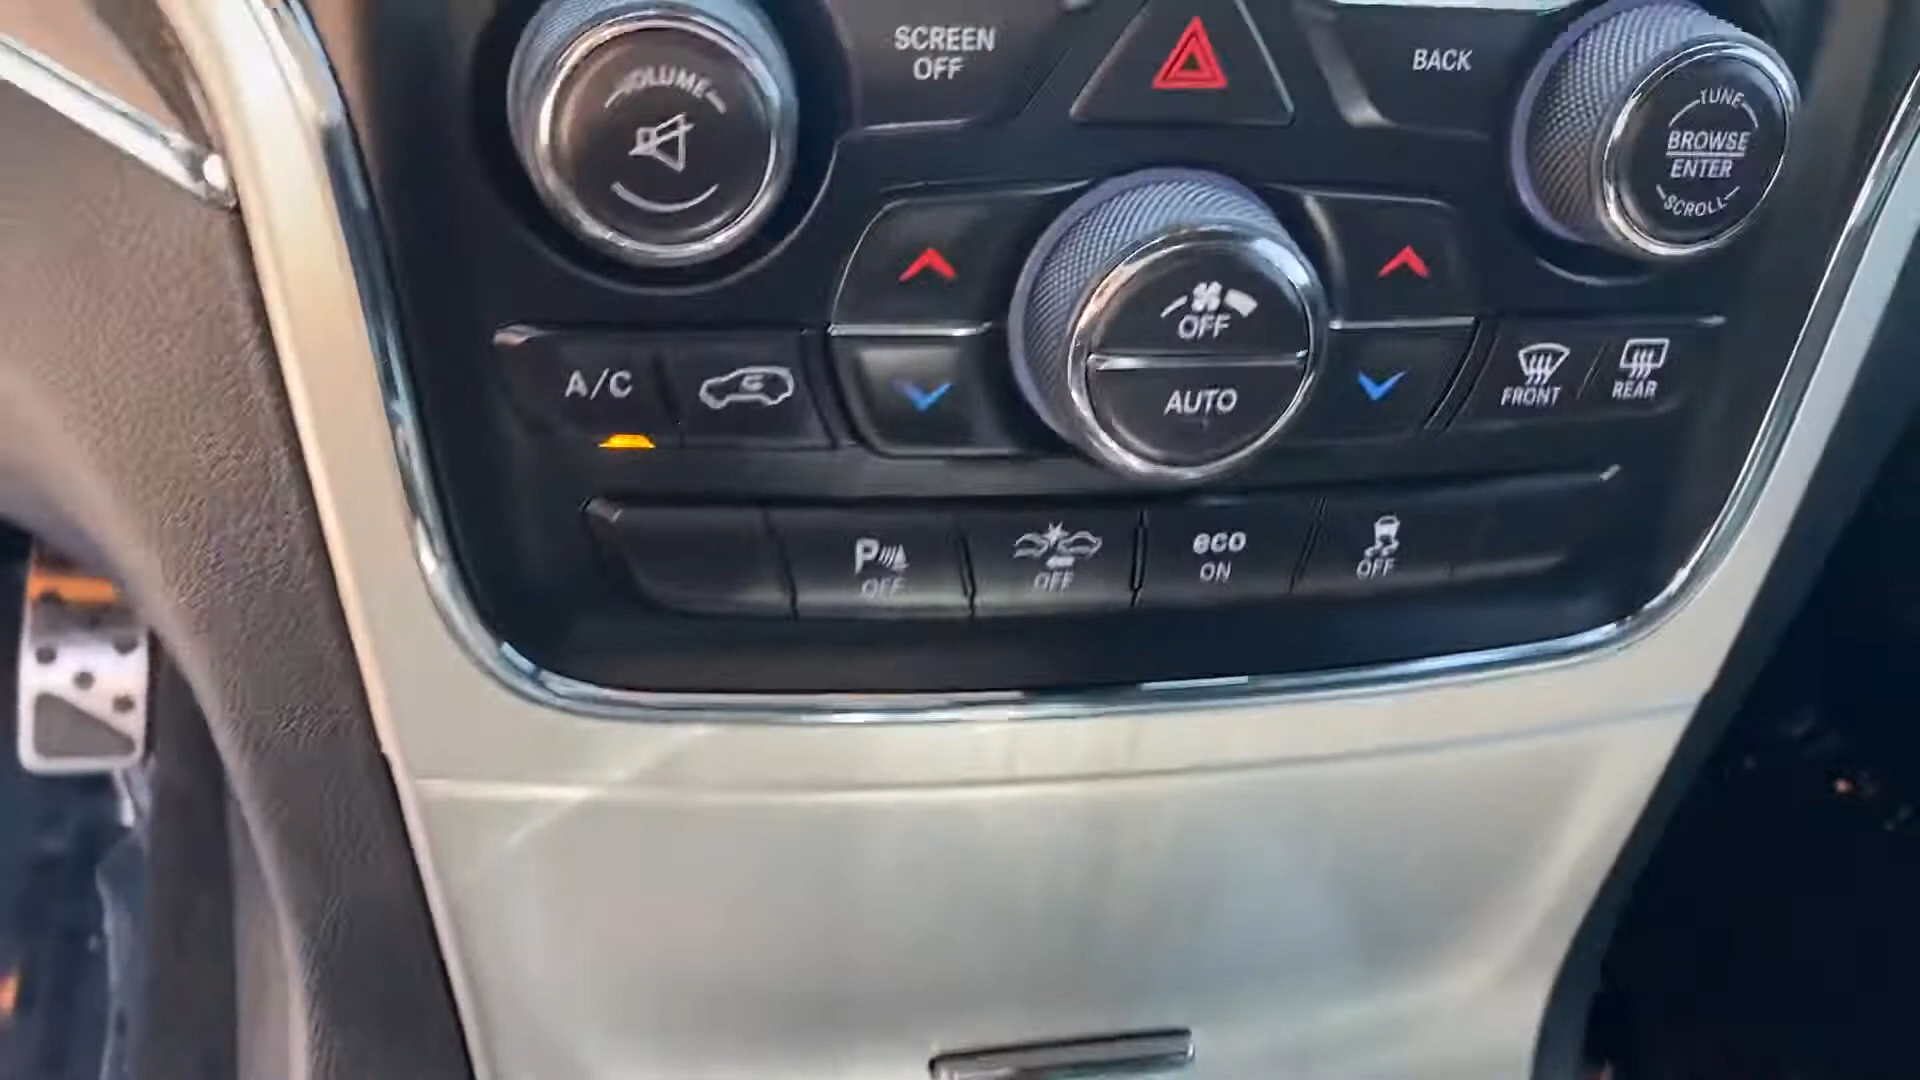 VOLUME
SCREEN
OFF
BACK
TUNE
BROWSE
ENTER
SCROLL
OFF
AUTO
A/C
FRONT
REAR
P
OFF
OFF
eco
ON
OFF